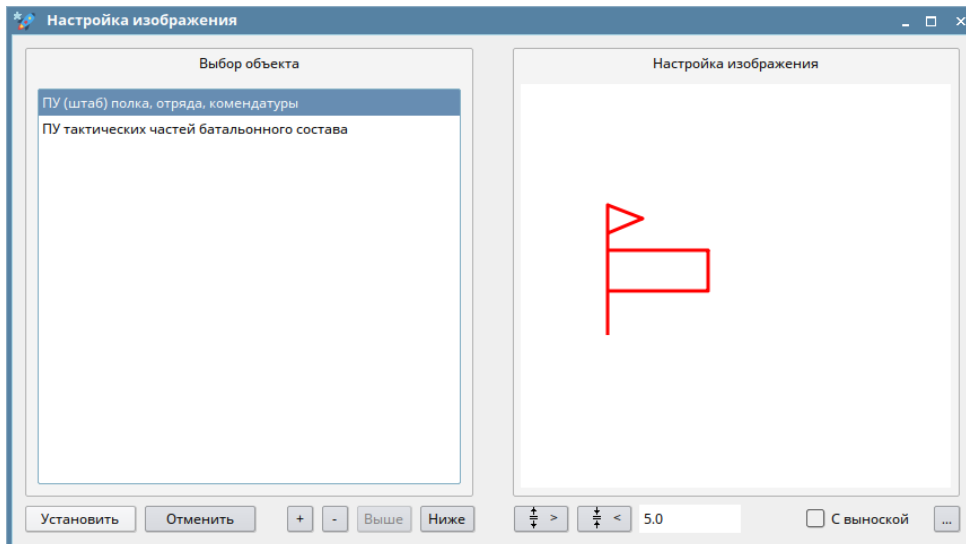 Настройка изображения
Выбор объекта
ПУ (штаб) полка, отряда, комендатуры
ПУ тактических частей батальонного состава
Настройка изображения
Установить
Отменить
+
-
Выше
Ниже
>
<
5.0
С выноской
...